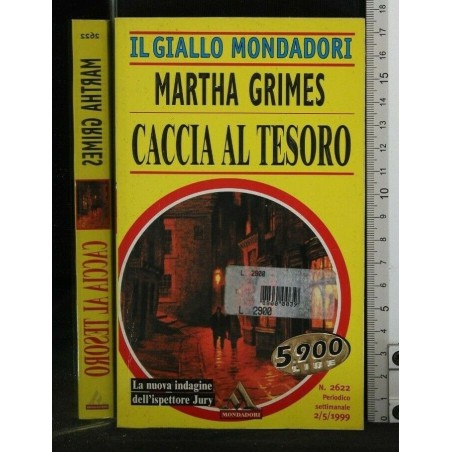 2622
MARTHA GRIMES
CACCIA AL TESORO
IL GIALLO MONDADORI
MARTHA GRIMES
CACCIA AL TESORO
L. 2900
L. 2900
5.900
LIRE
La nuova indagine
dell'ispettore Jury
MONDADORI
N. 2622
Periodico
settimanale
2/5/1999